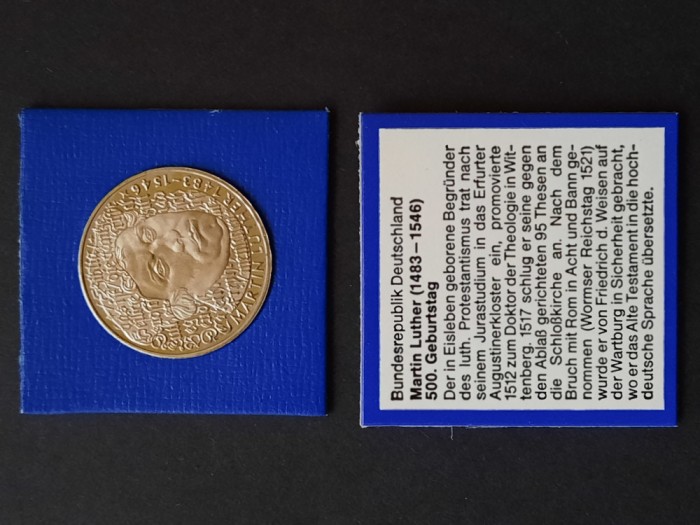 MARTIN LUTHER 1483–1546
Bundesrepublik Deutschland
Martin Luther (1483 – 1546)
500. Geburtstag
Der in Eisleben geborene Begründer
des luth. Protestantismus trat nach
seinem Jurastudium in das Erfurter
Augustinerkloster ein, promovierte
1512 zum Doktor der Theologie in Wit-
tenberg. 1517 schlug er seine gegen
den Ablaß gerichteten 95 Thesen an
die Schloßkirche an. Nach dem
Bruch mit Rom in Acht und Bann ge-
nommen (Wormser Reichstag 1521)
wurde er von Friedrich d. Weisen auf
der Wartburg in Sicherheit gebracht,
wo er das Alte Testament in die hoch-
deutsche Sprache übersetzte.